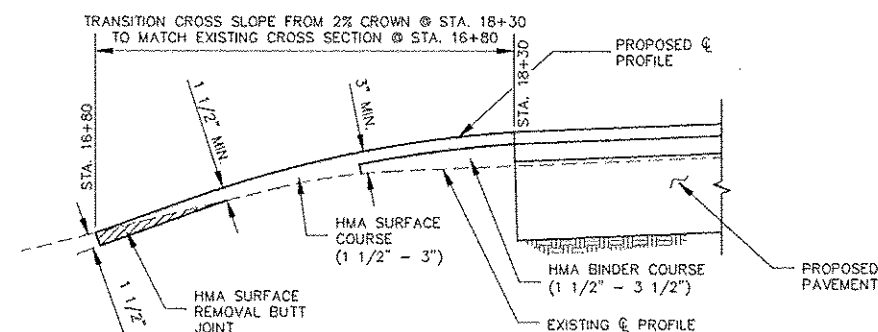 TRANSITION CROSS SLOPE FROM 2% CROWN @ STA. 18+30
TO MATCH EXISTING CROSS SECTION @ STA. 16+80
PROPOSED ℄
PROFILE
STA. 18+30
3" MIN.
1 1/2" MIN.
STA. 16+80
HMA SURFACE
COURSE
(1 1/2" - 3")
HMA BINDER COURSE
(1 1/2" - 3 1/2")
PROPOSED
PAVEMENT
HMA SURFACE
REMOVAL BUTT
JOINT
1 1/2"
EXISTING ℄ PROFILE